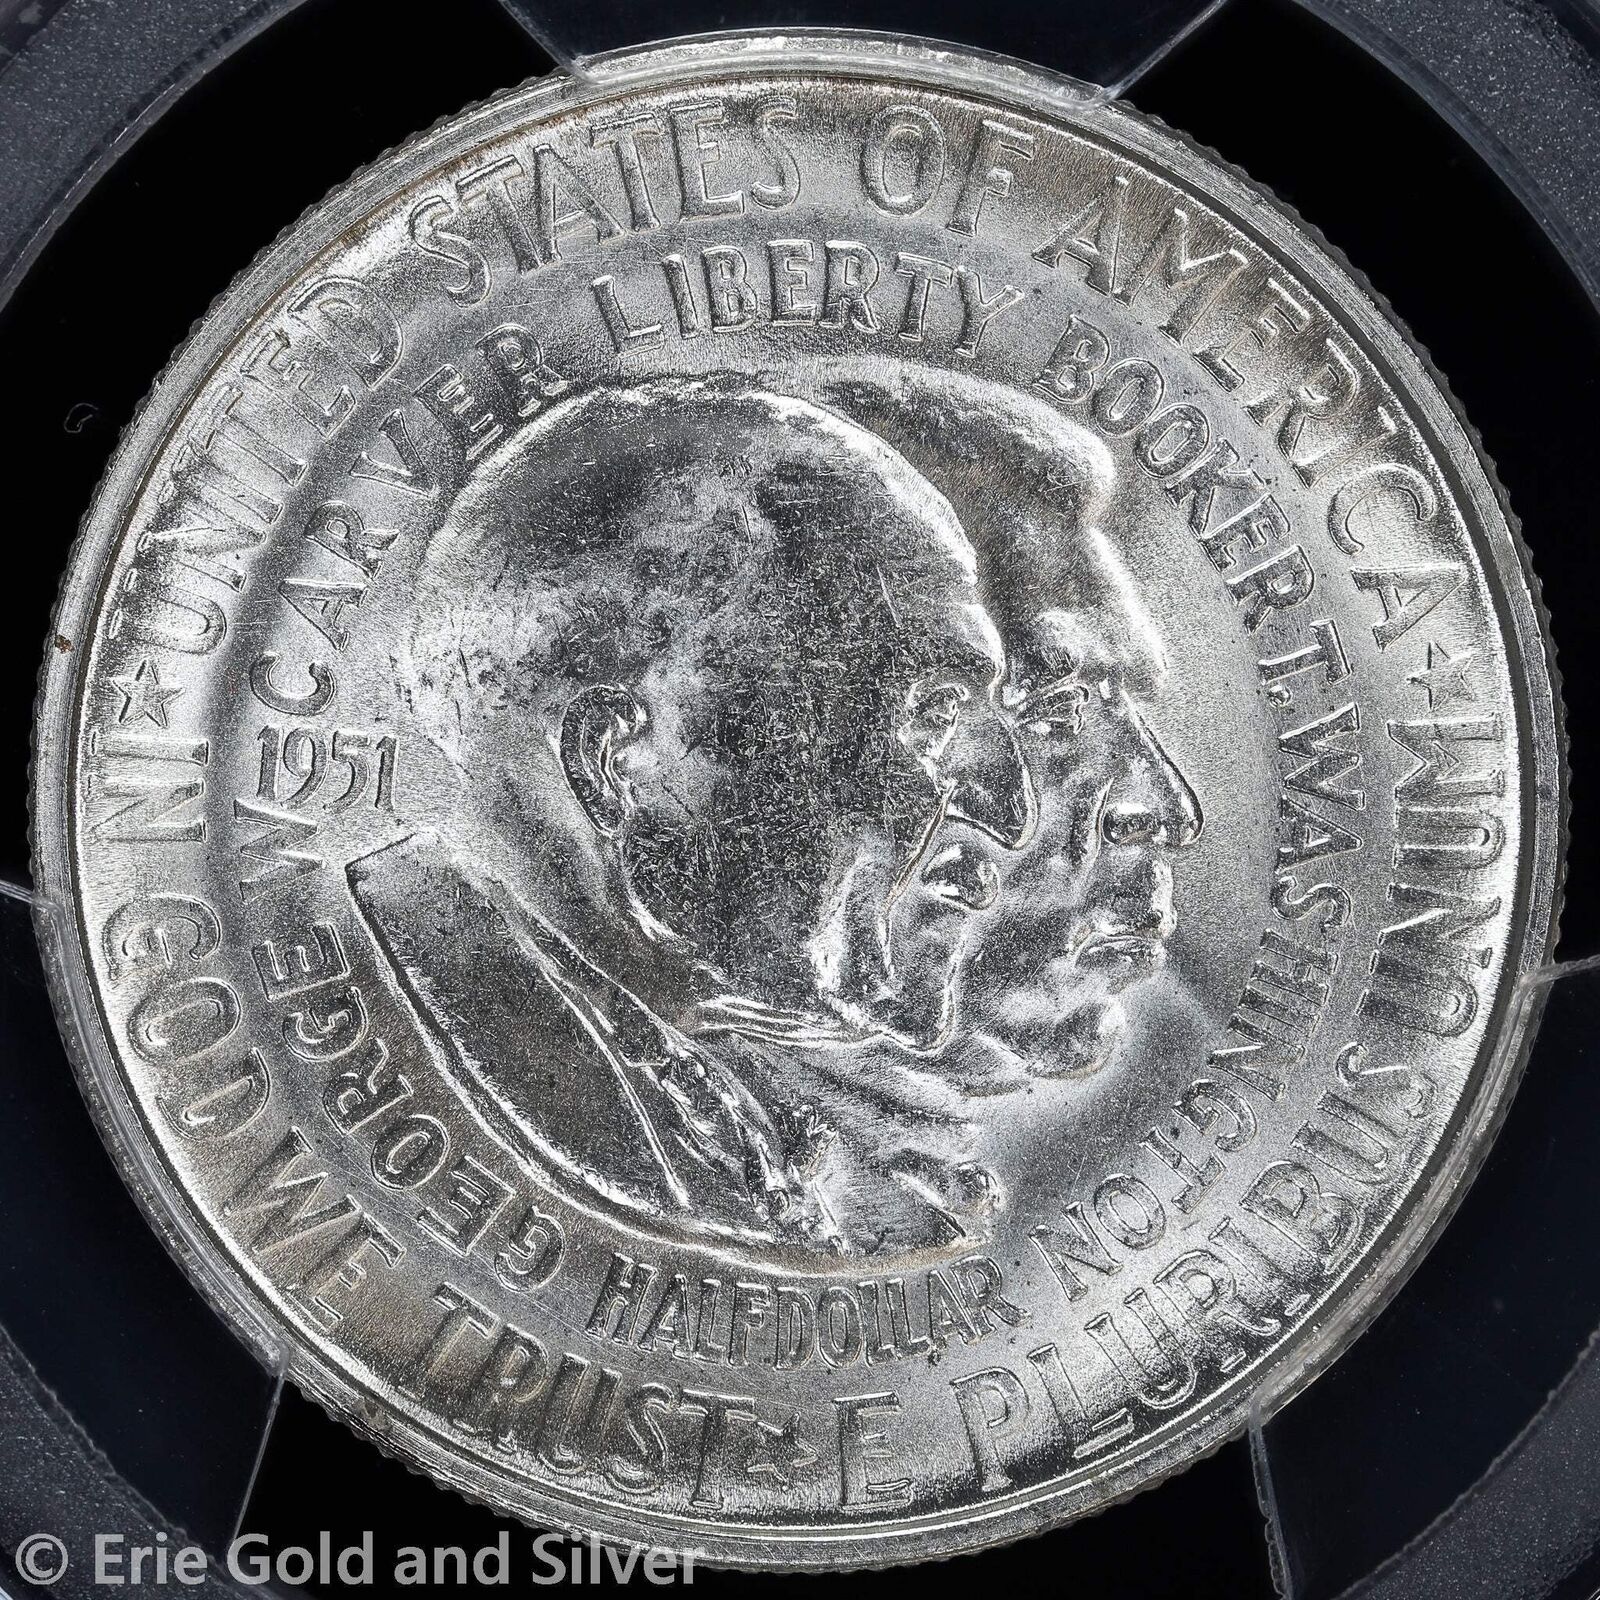 ★ UNITED STATES OF AMERICA ★
E PLURIBUS UNUM
IN GOD WE TRUST ★
LIBERTY
GEORGE W CARVER
BOOKER T. WASHINGTON
1951
HALF DOLLAR
© Erie Gold and Silver